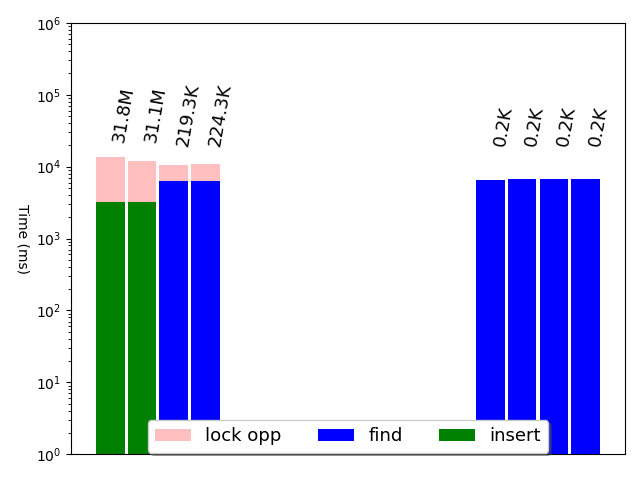 10^6
10^5
10^4
10^3
10^2
10^1
10^0
Time (ms)
31.8M
31.1M
219.3K
224.3K
0.2K
0.2K
0.2K
0.2K
lock opp
find
insert